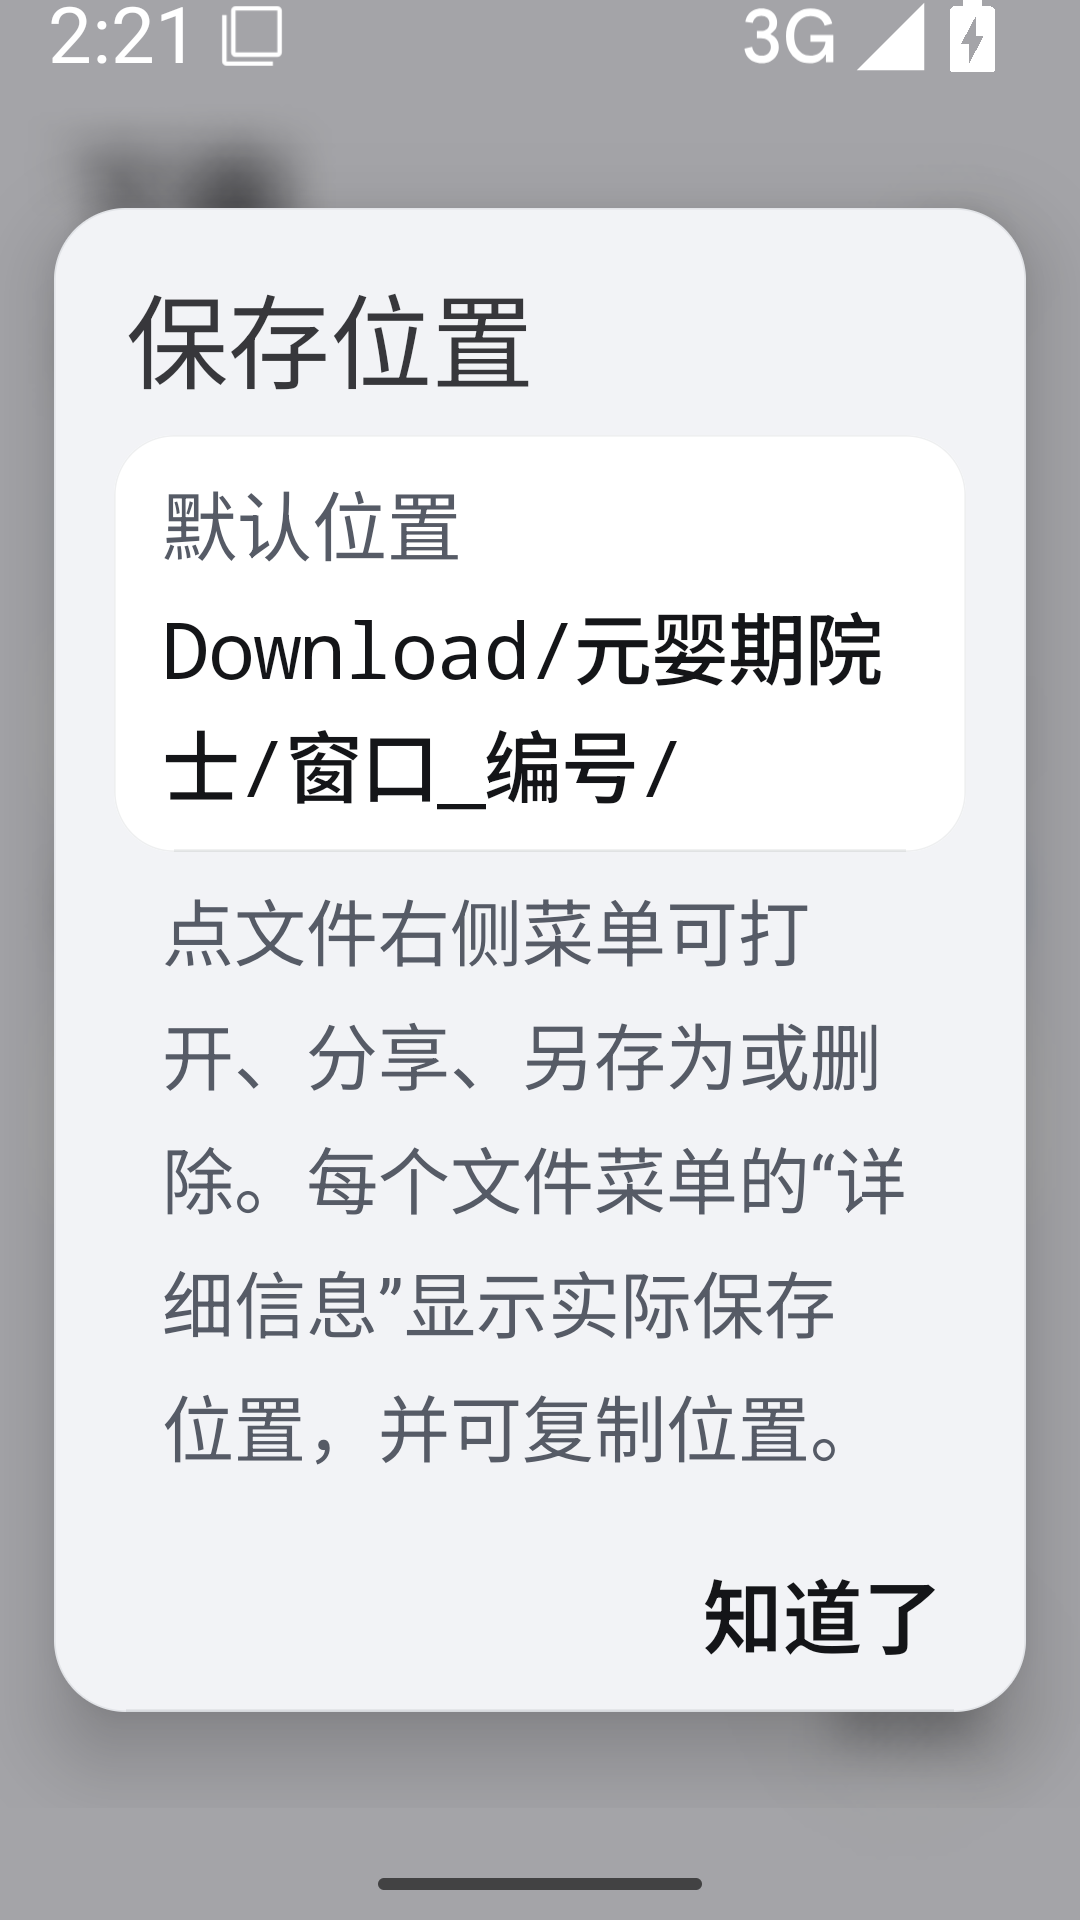 2:21
3G
保存位置
默认位置
Download/元婴期院
士/窗口_编号/
点文件右侧菜单可打
开、分享、另存为或删
除。每个文件菜单的“详
细信息”显示实际保存
位置，并可复制位置。
知道了